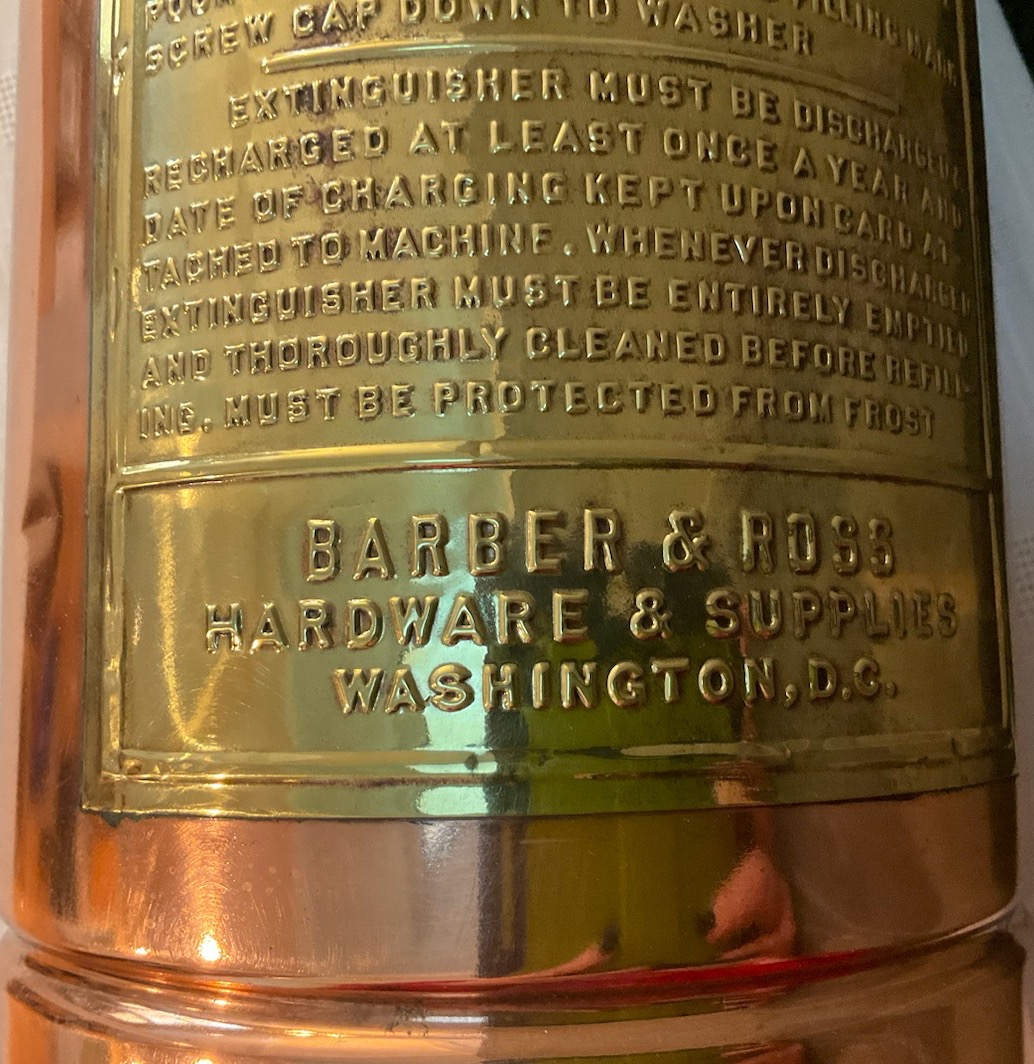 SCREW CAP DOWN TO WASHER
EXTINGUISHER MUST BE DISCHARGED &
RECHARGED AT LEAST ONCE A YEAR AND
DATE OF CHARGING KEPT UPON CARD AT-
TACHED TO MACHINE. WHENEVER DISCHARGED
EXTINGUISHER MUST BE ENTIRELY EMPTIED
AND THOROUGHLY CLEANED BEFORE REFILL-
ING. MUST BE PROTECTED FROM FROST
BARBER & ROSS
HARDWARE & SUPPLIES
WASHINGTON, D.C.